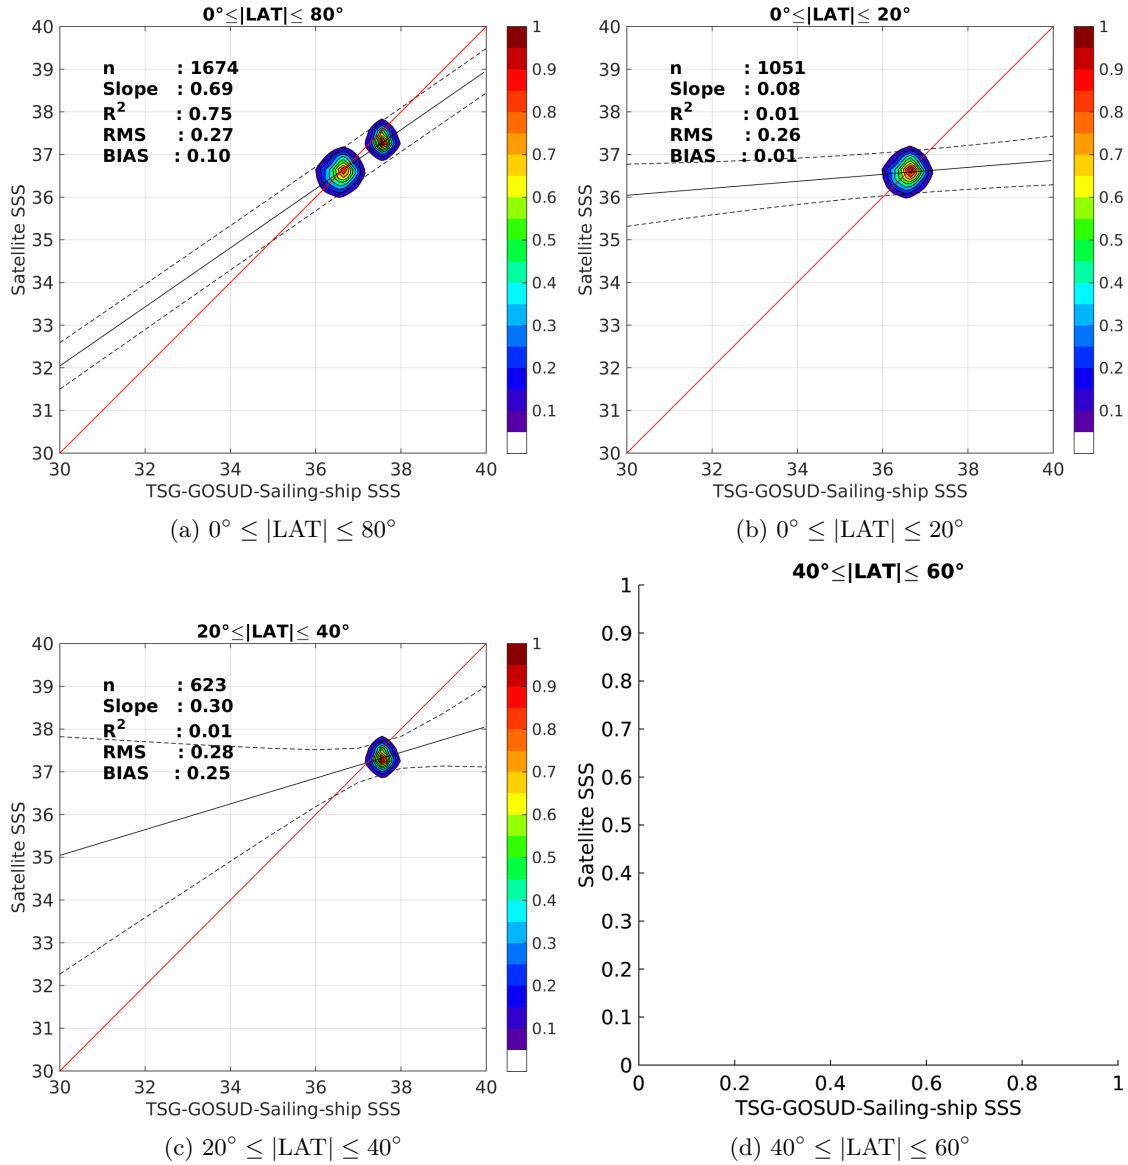 0°≤|LAT|≤ 80°
40
39
38
37
36
35
34
33
32
31
30
30 32 34 36 38 40
Satellite SSS
TSG-GOSUD-Sailing-ship SSS
n : 1674
Slope : 0.69
R² : 0.75
RMS : 0.27
BIAS : 0.10
1
0.9
0.8
0.7
0.6
0.5
0.4
0.3
0.2
0.1
(a) 0° ≤ |LAT| ≤ 80°
0°≤|LAT|≤ 20°
40
39
38
37
36
35
34
33
32
31
30
30 32 34 36 38 40
Satellite SSS
TSG-GOSUD-Sailing-ship SSS
n : 1051
Slope : 0.08
R² : 0.01
RMS : 0.26
BIAS : 0.01
1
0.9
0.8
0.7
0.6
0.5
0.4
0.3
0.2
0.1
(b) 0° ≤ |LAT| ≤ 20°
20°≤|LAT|≤ 40°
40
39
38
37
36
35
34
33
32
31
30
30 32 34 36 38 40
Satellite SSS
TSG-GOSUD-Sailing-ship SSS
n : 623
Slope : 0.30
R² : 0.01
RMS : 0.28
BIAS : 0.25
1
0.9
0.8
0.7
0.6
0.5
0.4
0.3
0.2
0.1
(c) 20° ≤ |LAT| ≤ 40°
40°≤|LAT|≤ 60°
1
0.9
0.8
0.7
0.6
0.5
0.4
0.3
0.2
0.1
0
0 0.2 0.4 0.6 0.8 1
Satellite SSS
TSG-GOSUD-Sailing-ship SSS
(d) 40° ≤ |LAT| ≤ 60°